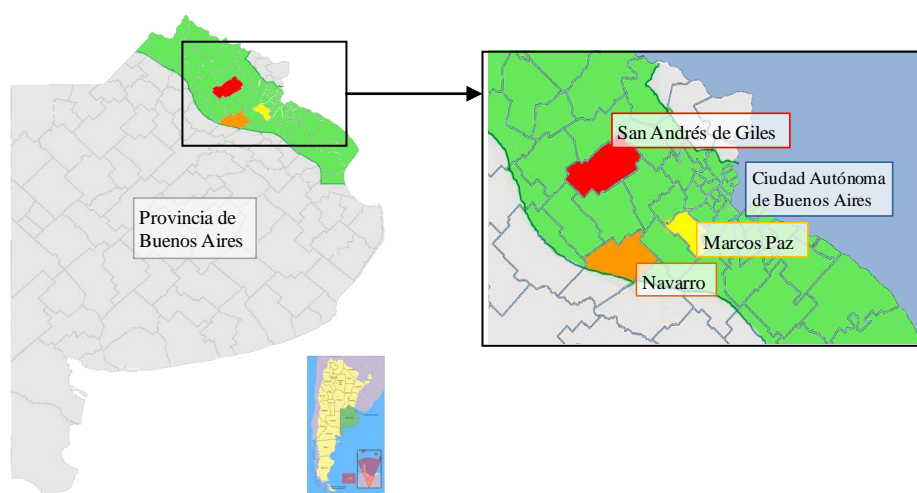 San Andrés de Giles
Ciudad Autónoma
de Buenos Aires
Provincia de
Buenos Aires
Marcos Paz
Navarro